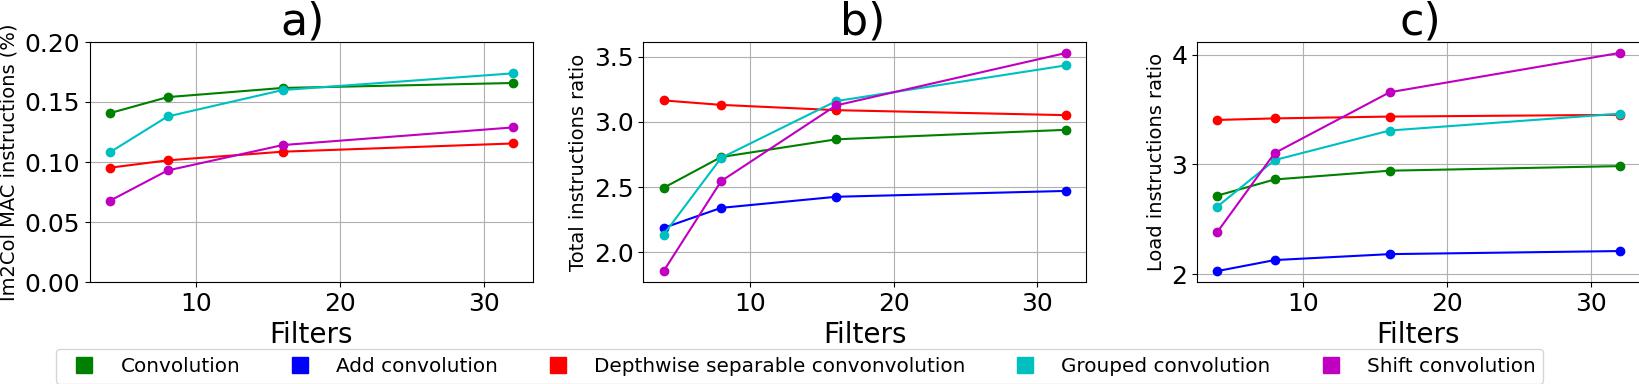 a) b) c)
Im2Col MAC instructions (%)
0.20
0.15
0.10
0.05
0.00
10 20 30
Filters
Total instructions ratio
3.5
3.0
2.5
2.0
10 20 30
Filters
Load instructions ratio
4
3
2
10 20 30
Filters
Convolution Add convolution Depthwise separable convonvolution Grouped convolution Shift convolution